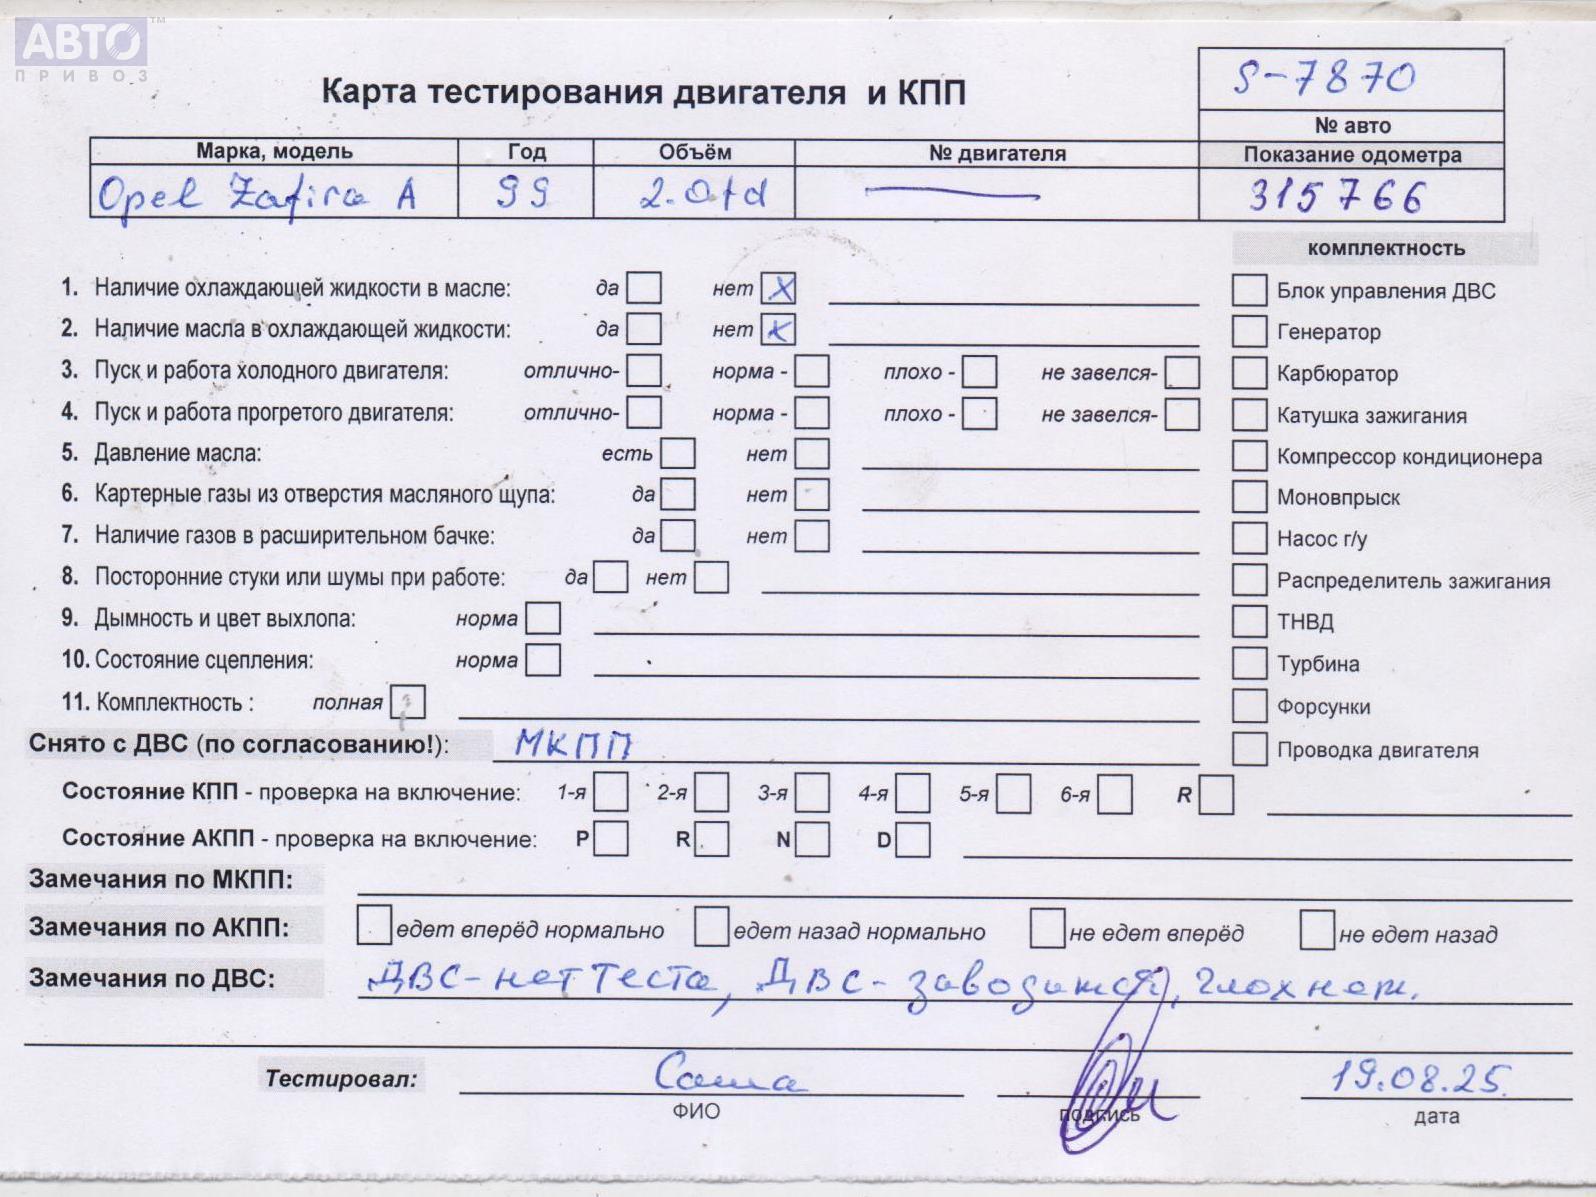 АВТО ™
ПРИВОЗ
S-7870
Карта тестирования двигателя и КПП
№ авто
Марка, модель Год Объём № двигателя Показание одометра
Opel Zafira A 99 2.0td — 315766
комплектность
1. Наличие охлаждающей жидкости в масле: да нет X Блок управления ДВС
2. Наличие масла в охлаждающей жидкости: да нет X Генератор
3. Пуск и работа холодного двигателя: отлично- норма - плохо - не завелся- Карбюратор
4. Пуск и работа прогретого двигателя: отлично- норма - плохо - не завелся- Катушка зажигания
5. Давление масла: есть нет Компрессор кондиционера
6. Картерные газы из отверстия масляного щупа: да нет Моновпрыск
7. Наличие газов в расширительном бачке: да нет Насос г/у
8. Посторонние стуки или шумы при работе: да нет Распределитель зажигания
9. Дымность и цвет выхлопа: норма ТНВД
10. Состояние сцепления: норма Турбина
11. Комплектность : полная Форсунки
Снято с ДВС (по согласованию!): МКПП Проводка двигателя
Состояние КПП - проверка на включение: 1-я 2-я 3-я 4-я 5-я 6-я R
Состояние АКПП - проверка на включение: P R N D
Замечания по МКПП:
Замечания по АКПП: едет вперёд нормально едет назад нормально не едет вперёд не едет назад
Замечания по ДВС: ДВС-нет теста, ДВС-заводится, глохнет.
Тестировал: Саша 19.08.25.
ФИО подпись дата